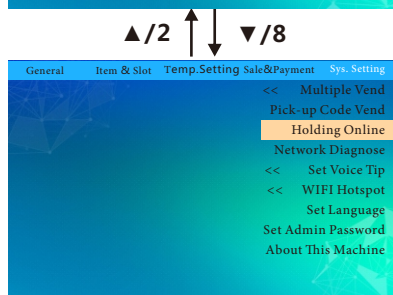 ▲/2 ▼/8
General Item & Slot Temp.Setting Sale&Payment Sys. Setting
<< Multiple Vend
Pick-up Code Vend
Holding Online
Network Diagnose
<< Set Voice Tip
<< WIFI Hotspot
Set Language
Set Admin Password
About This Machine